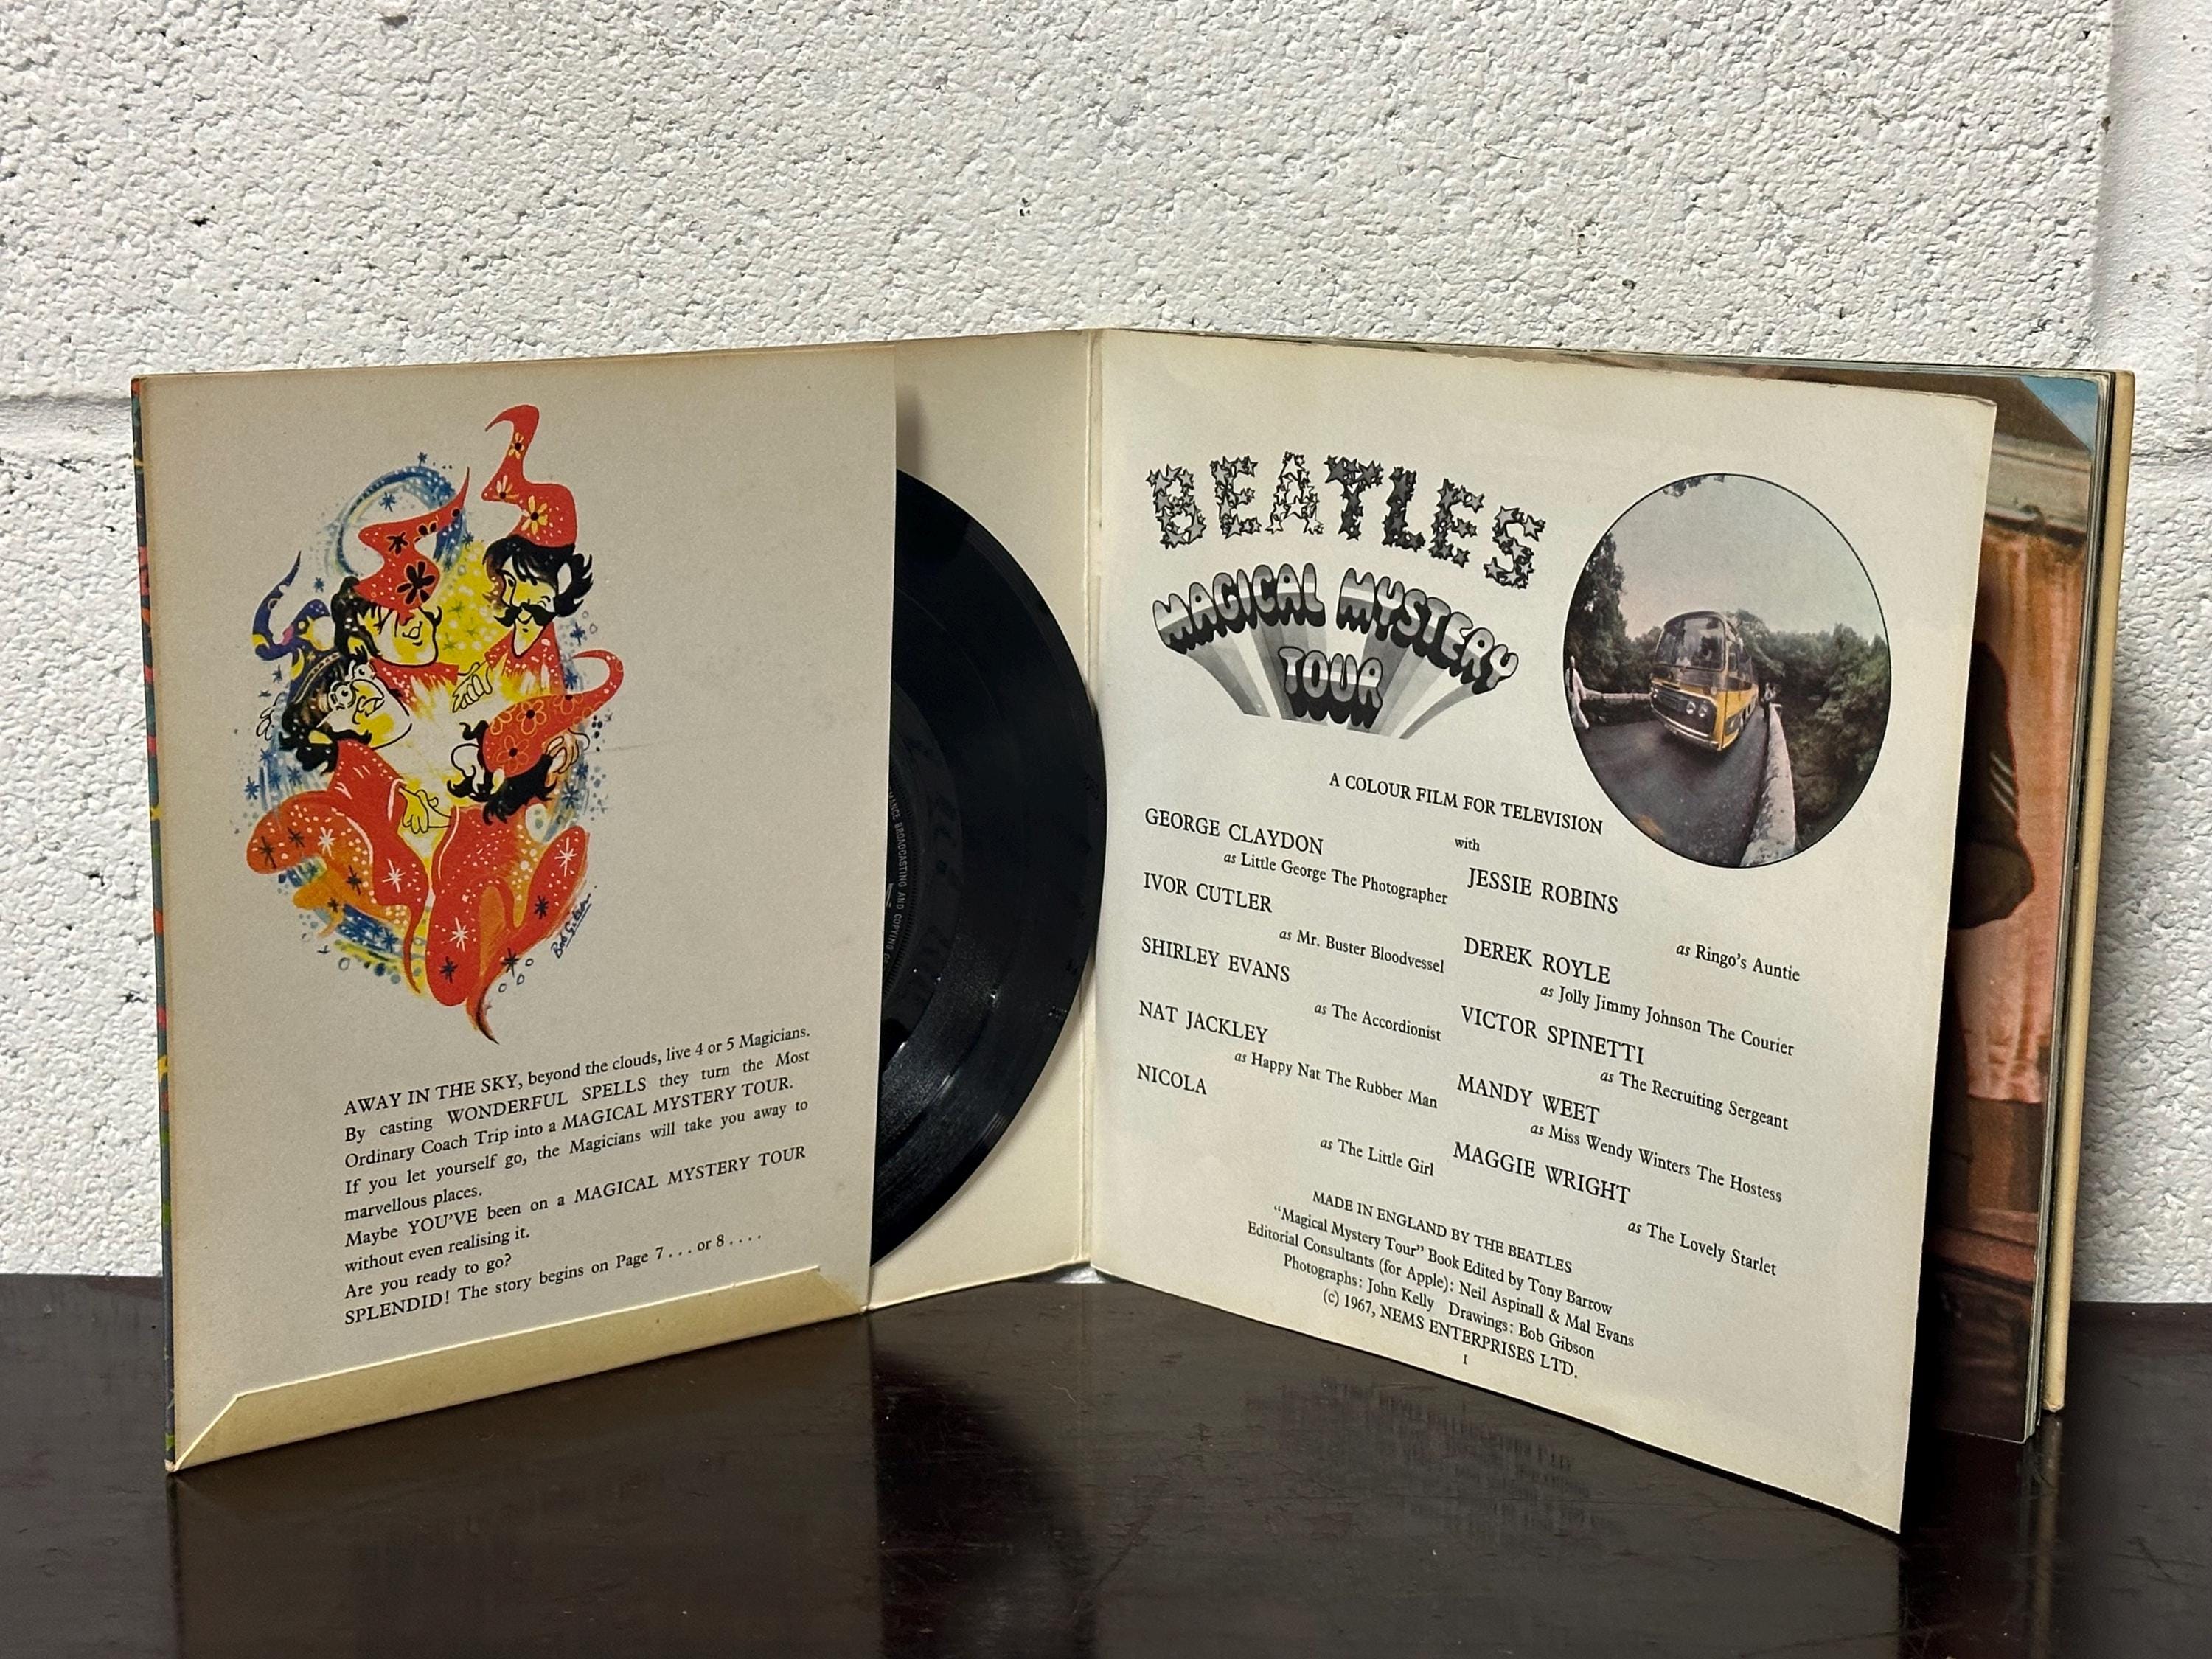 Bob Gibson
AWAY IN THE SKY, beyond the clouds, live 4 or 5 Magicians.
By casting WONDERFUL SPELLS they turn the Most
Ordinary Coach Trip into a MAGICAL MYSTERY TOUR.
If you let yourself go, the Magicians will take you away to
marvellous places.
Maybe YOU'VE been on a MAGICAL MYSTERY TOUR
without even realising it.
Are you ready to go?
SPLENDID! The story begins on Page 7 . . . or 8 . . . .
BROADCASTING AND COPYING
BEATLES
MAGICAL MYSTERY
TOUR
A COLOUR FILM FOR TELEVISION
with
GEORGE CLAYDON
as Little George The Photographer
IVOR CUTLER
as Mr. Buster Bloodvessel
SHIRLEY EVANS
as The Accordionist
NAT JACKLEY
as Happy Nat The Rubber Man
NICOLA
as The Little Girl
JESSIE ROBINS
as Ringo's Auntie
DEREK ROYLE
as Jolly Jimmy Johnson The Courier
VICTOR SPINETTI
as The Recruiting Sergeant
MANDY WEET
as Miss Wendy Winters The Hostess
MAGGIE WRIGHT
as The Lovely Starlet
MADE IN ENGLAND BY THE BEATLES
"Magical Mystery Tour" Book Edited by Tony Barrow
Editorial Consultants (for Apple): Neil Aspinall & Mal Evans
Photographs: John Kelly Drawings: Bob Gibson
(c) 1967, NEMS ENTERPRISES LTD.
1